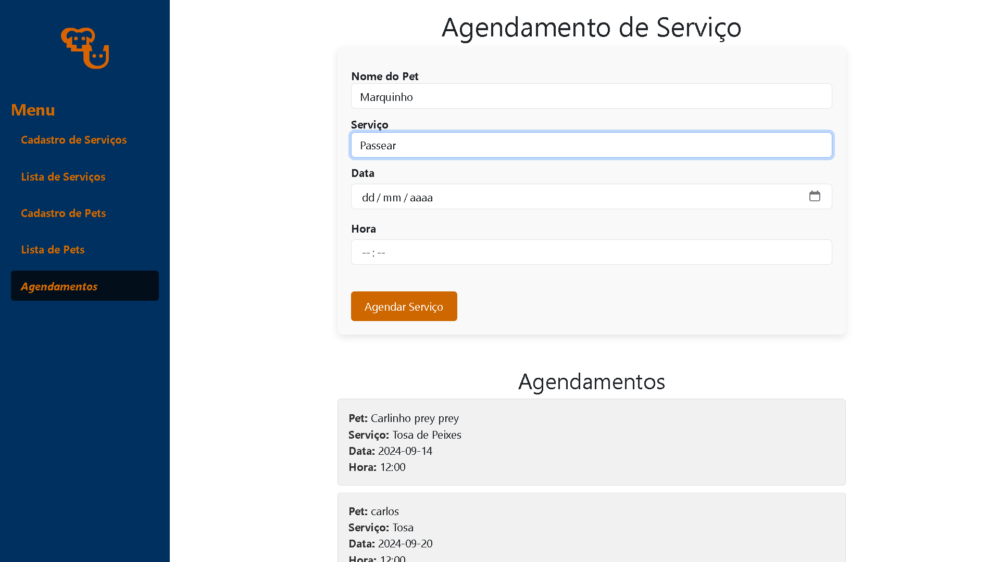 Agendamento de Serviço
Menu
Cadastro de Serviços
Lista de Serviços
Cadastro de Pets
Lista de Pets
Agendamentos
Nome do Pet
Marquinho
Serviço
Passear
Data
dd / mm / aaaa
Hora
-- : --
Agendar Serviço
Agendamentos
Pet: Carlinho prey prey
Serviço: Tosa de Peixes
Data: 2024-09-14
Hora: 12:00
Pet: carlos
Serviço: Tosa
Data: 2024-09-20
Hora: 12:00